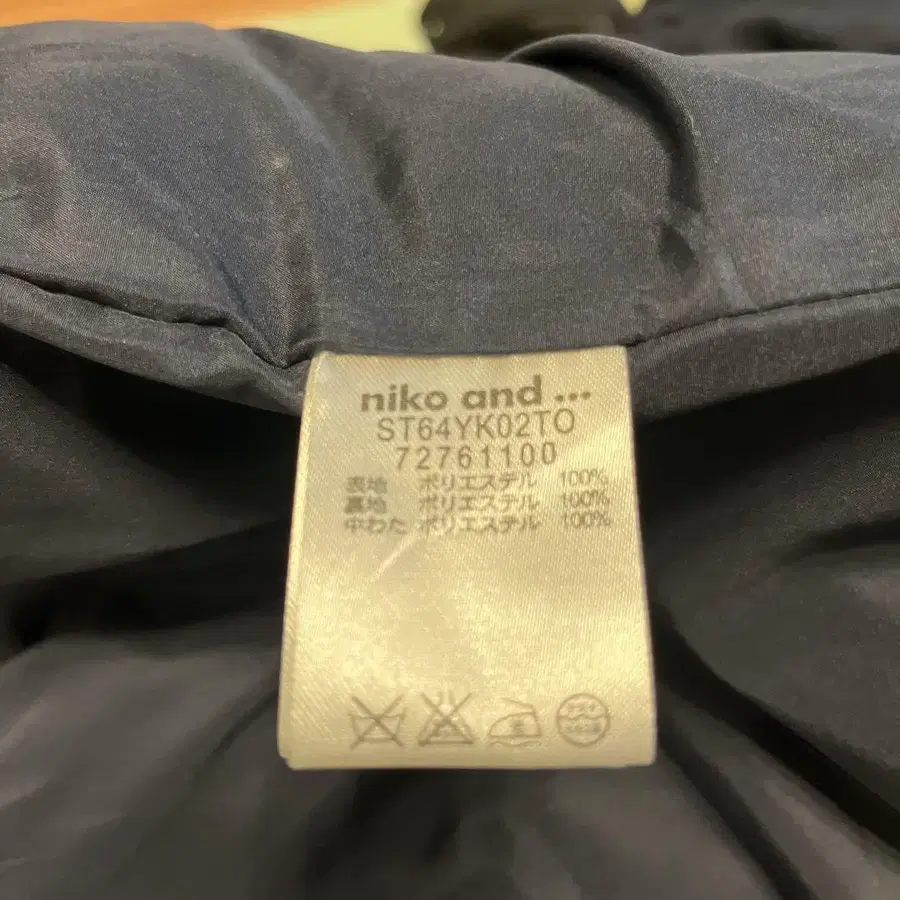 niko and ...
ST64YK02TO
72761100
表地 ポリエステル 100%
裏地 ポリエステル 100%
中わた ポリエステル 100%